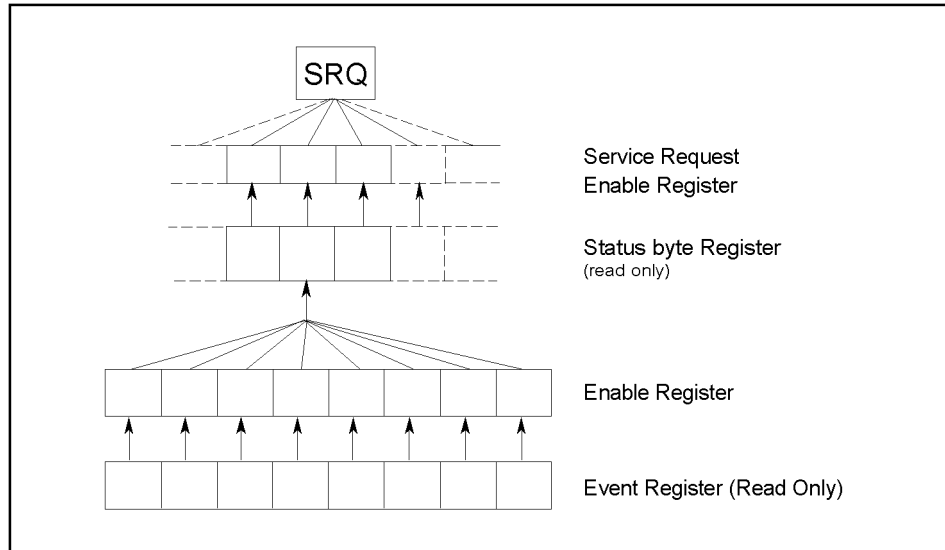 SRQ
Service Request
Enable Register
Status byte Register
(read only)
Enable Register
Event Register (Read Only)